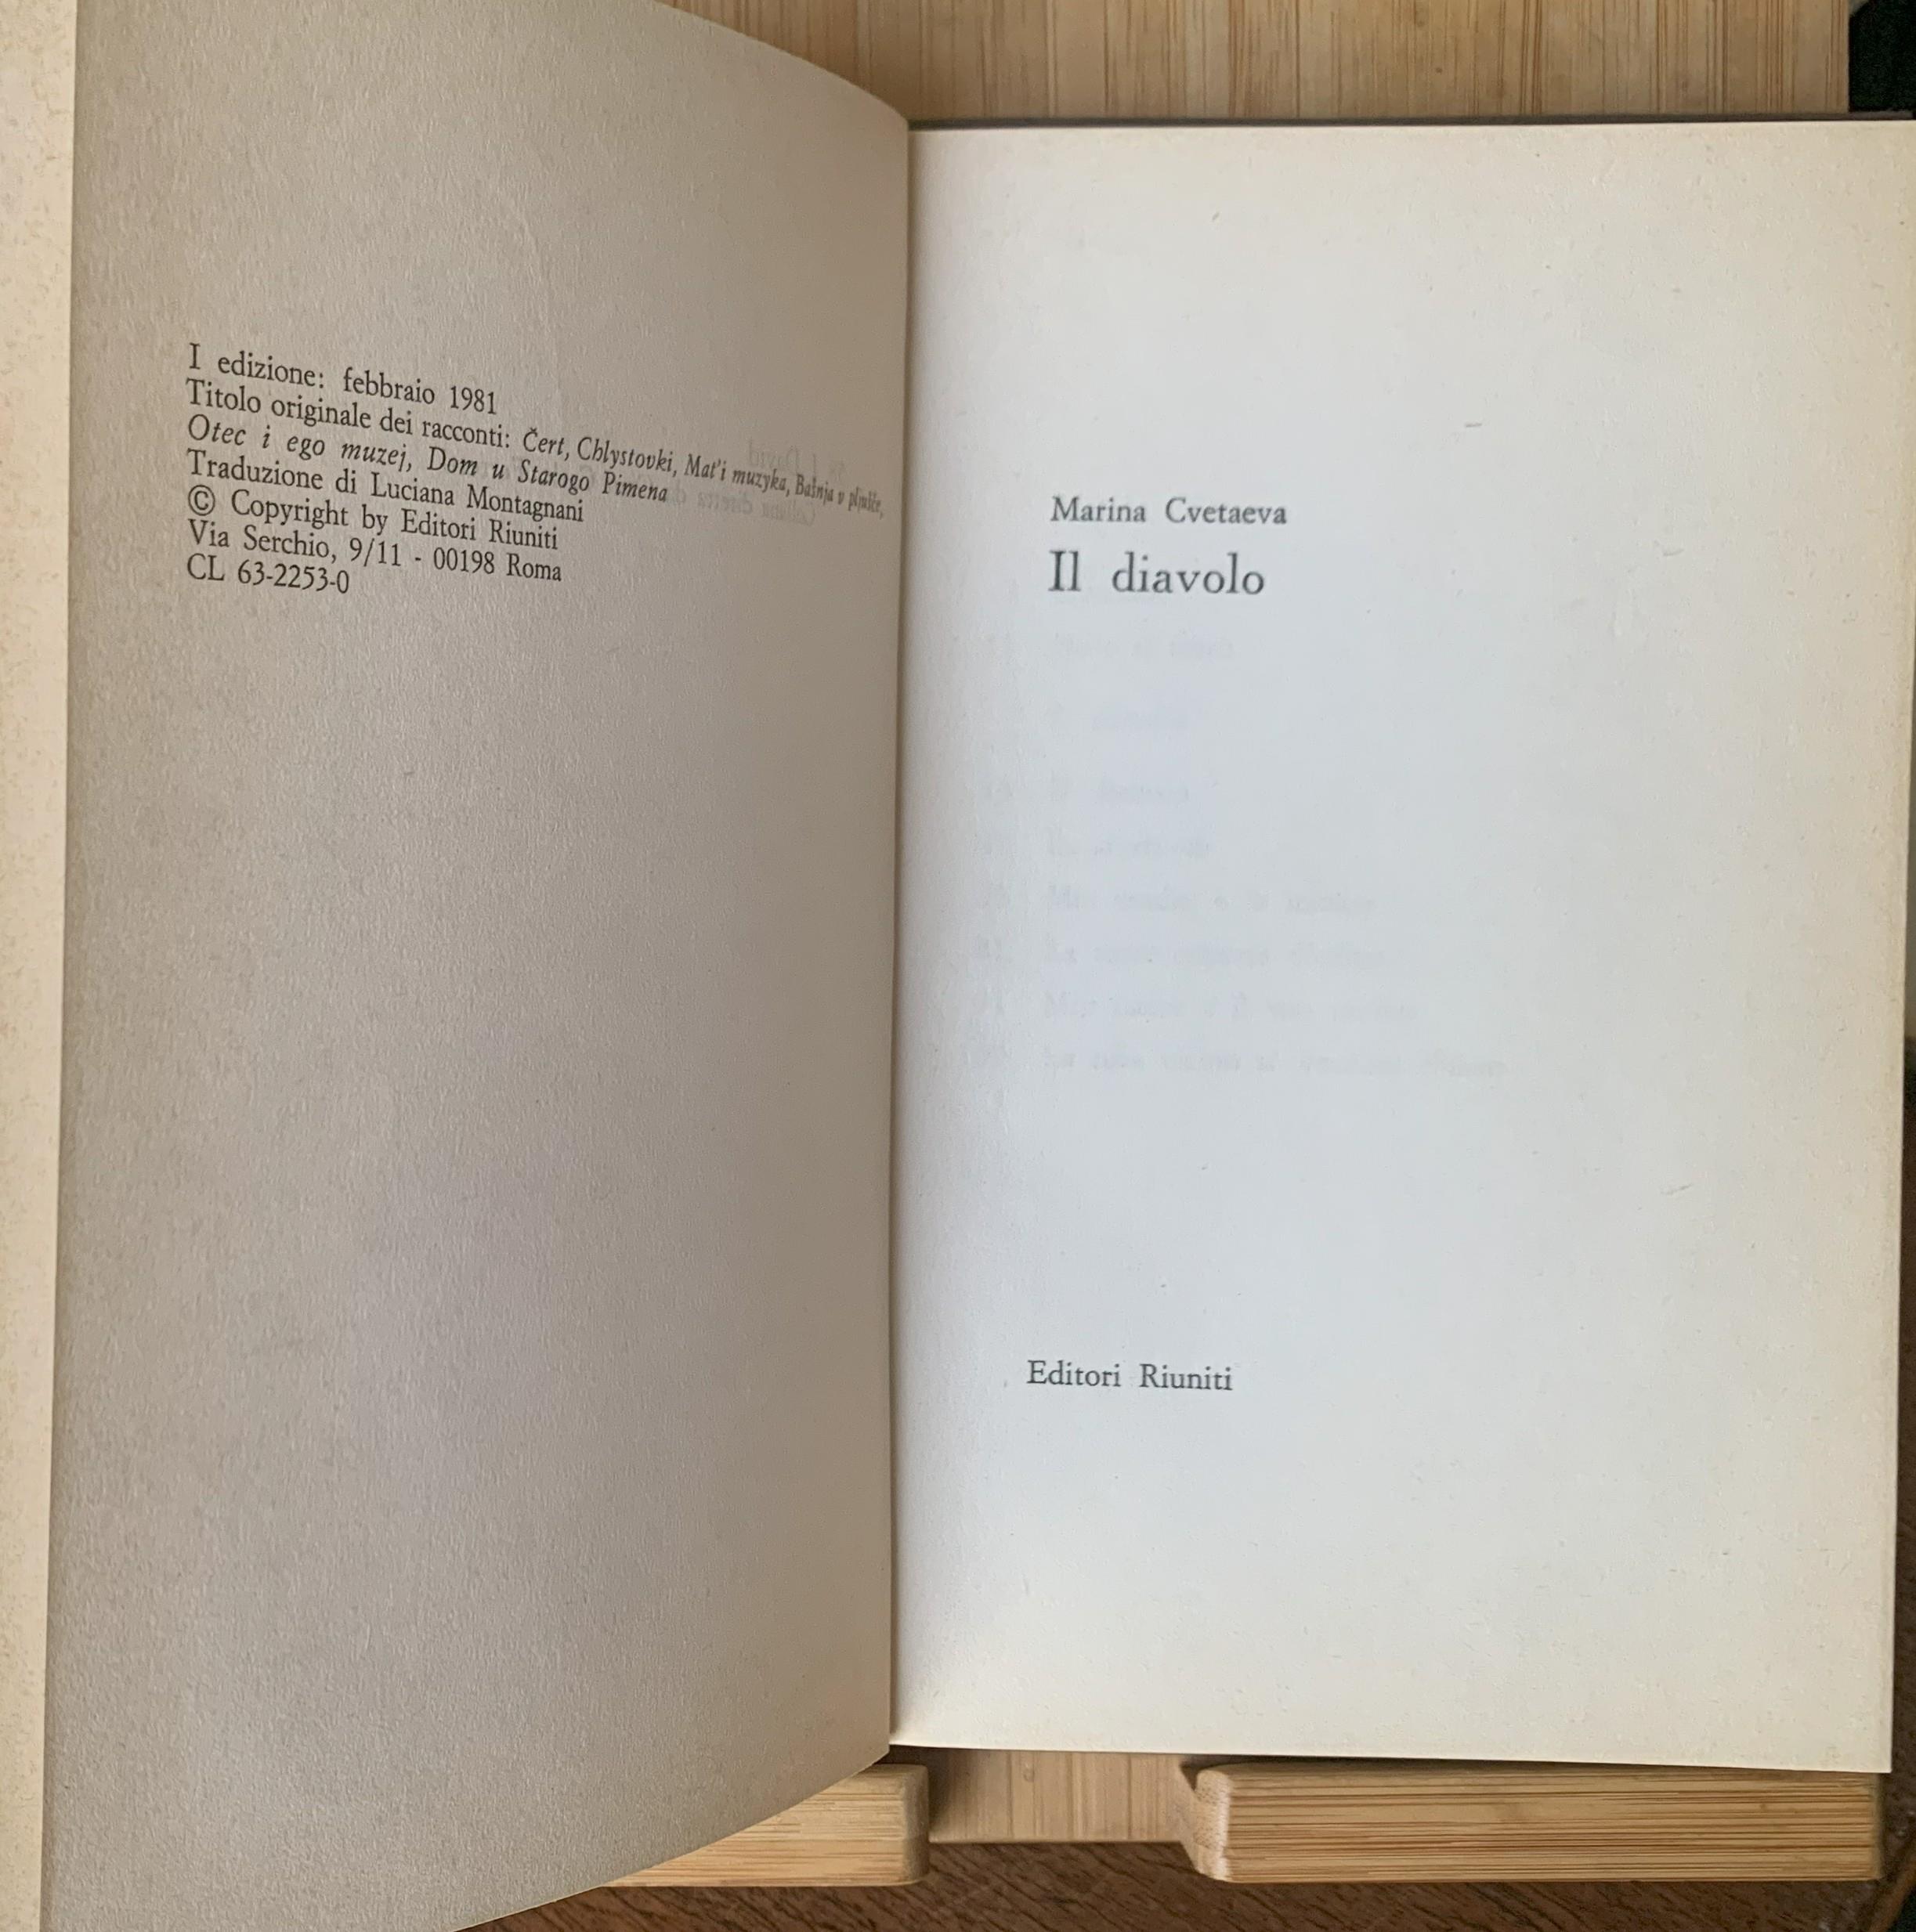 I edizione: febbraio 1981
Titolo originale dei racconti: Čert, Chlystovki, Mat'i muzyka, Bašnja v pljušče,
Otec i ego muzej, Dom u Starogo Pimena
Traduzione di Luciana Montagnani
© Copyright by Editori Riuniti
Via Serchio, 9/11 - 00198 Roma
CL 63-2253-0
Marina Cvetaeva
Il diavolo
Editori Riuniti